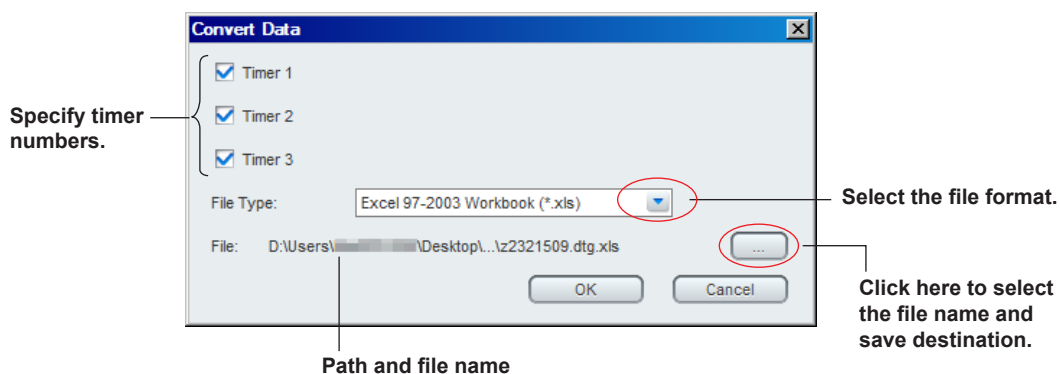 Convert Data
Timer 1
Specify timer
numbers.
Timer 2
Timer 3
File Type:
Excel 97-2003 Workbook (*.xls)
Select the file format.
File:
D:\Users\ \Desktop\...\z2321509.dtg.xls
...
OK
Cancel
Click here to select
the file name and
save destination.
Path and file name